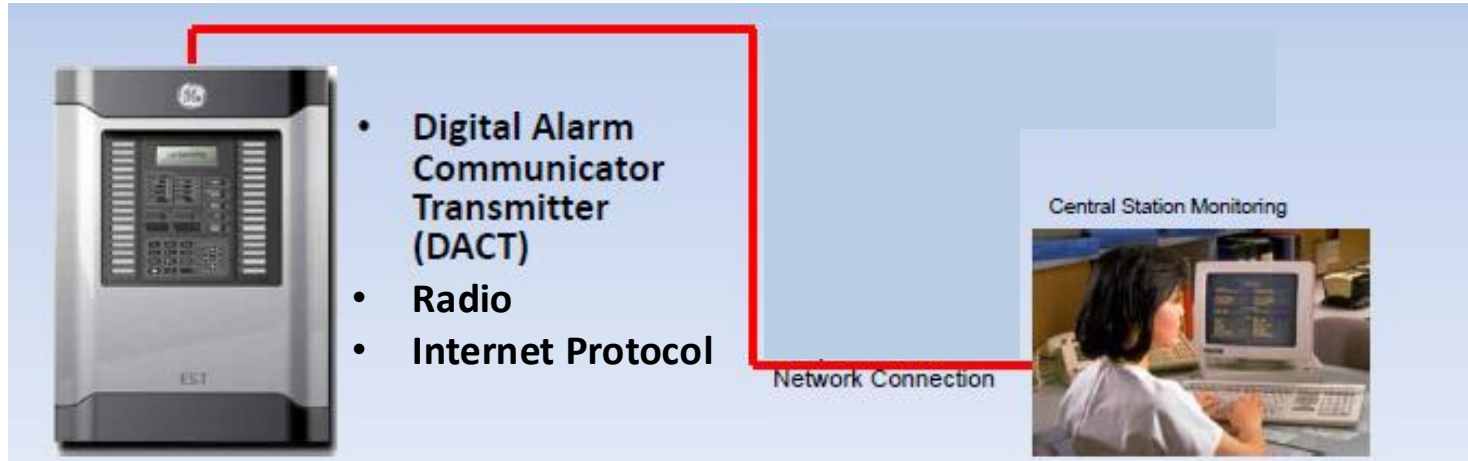 • Digital Alarm
Communicator
Transmitter
(DACT)
• Radio
• Internet Protocol
EST
Network Connection
Central Station Monitoring